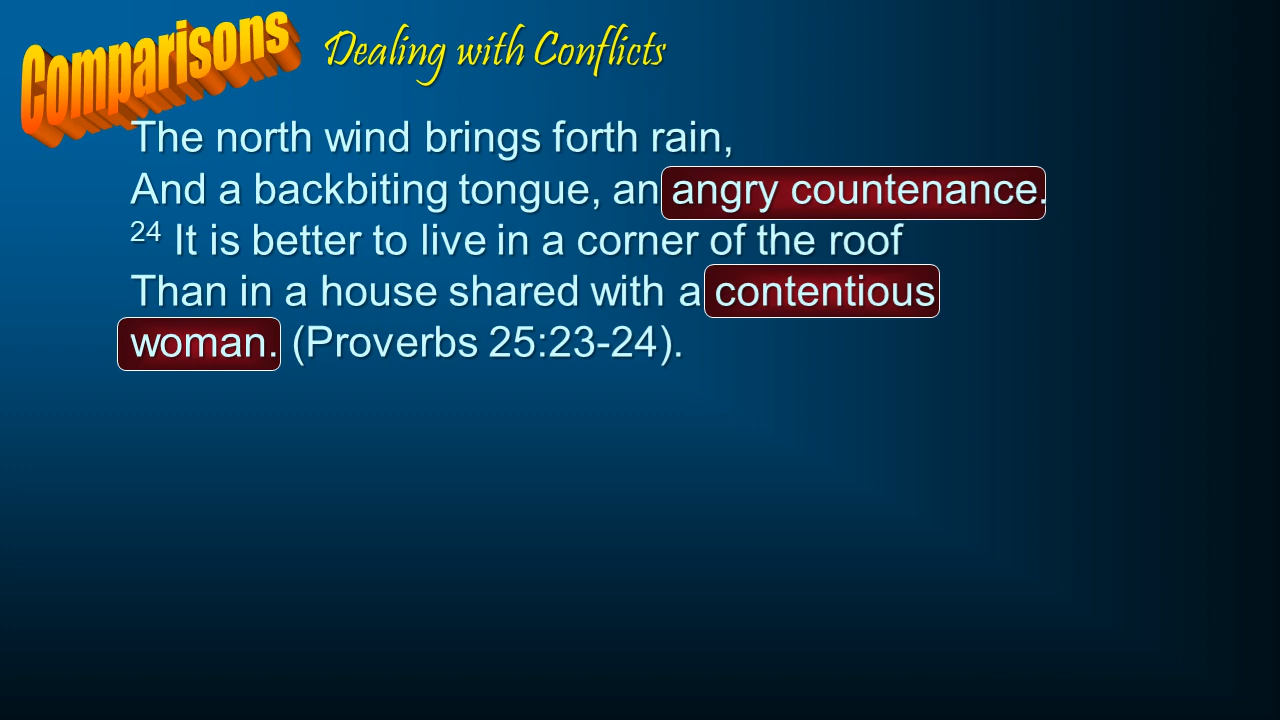 Comparisons
Dealing with Conflicts
The north wind brings forth rain,
And a backbiting tongue, an angry countenance.
24 It is better to live in a corner of the roof
Than in a house shared with a contentious
woman. (Proverbs 25:23-24).